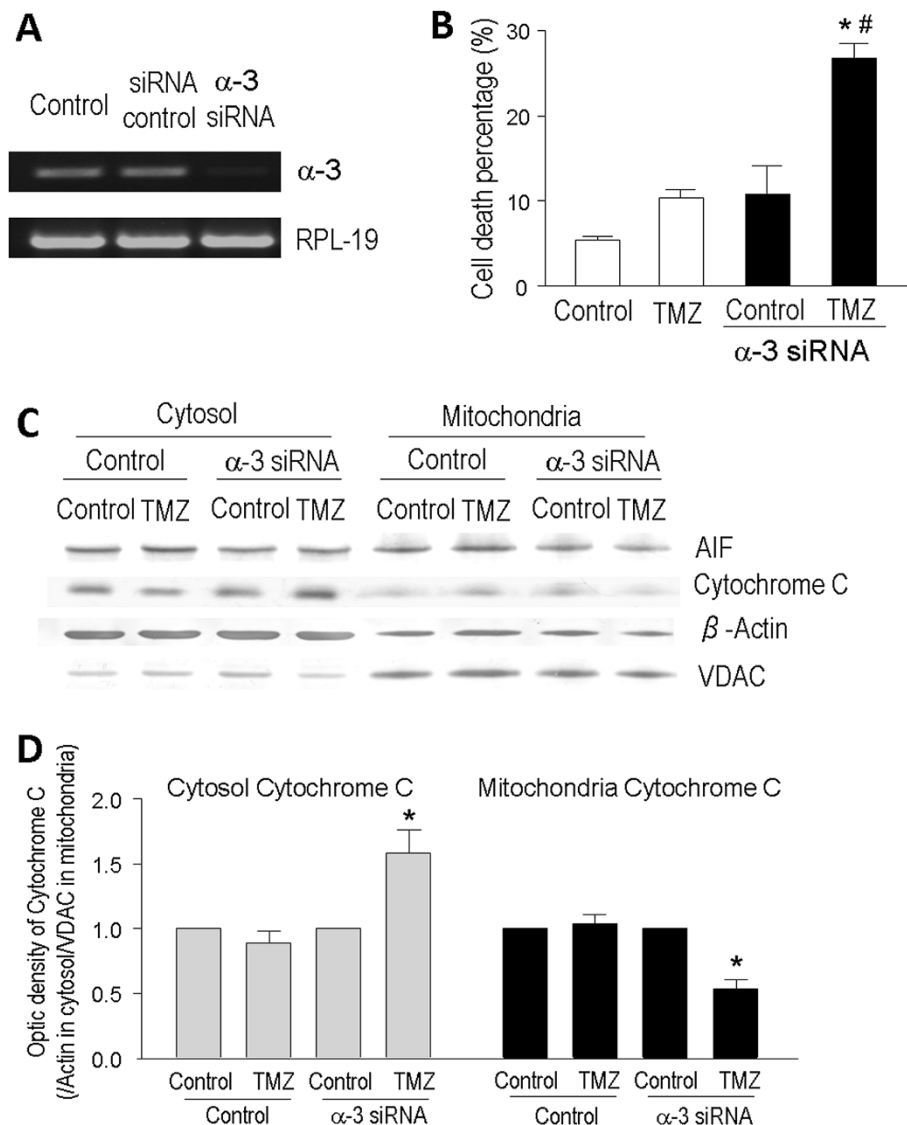 A
Control siRNA control α-3 siRNA
α-3
RPL-19
B
Cell death percentage (%)
30
20
10
0
* #
Control TMZ Control TMZ
α-3 siRNA
C
Cytosol Mitochondria
Control α-3 siRNA Control α-3 siRNA
Control TMZ Control TMZ Control TMZ Control TMZ
AIF
Cytochrome C
β-Actin
VDAC
D
Optic density of Cytochrome C
(/Actin in cytosol/VDAC in mitochondria)
Cytosol Cytochrome C Mitochondria Cytochrome C
2.0
1.5
1.0
0.5
0.0
*
*
Control TMZ Control TMZ Control TMZ Control TMZ
Control α-3 siRNA Control α-3 siRNA